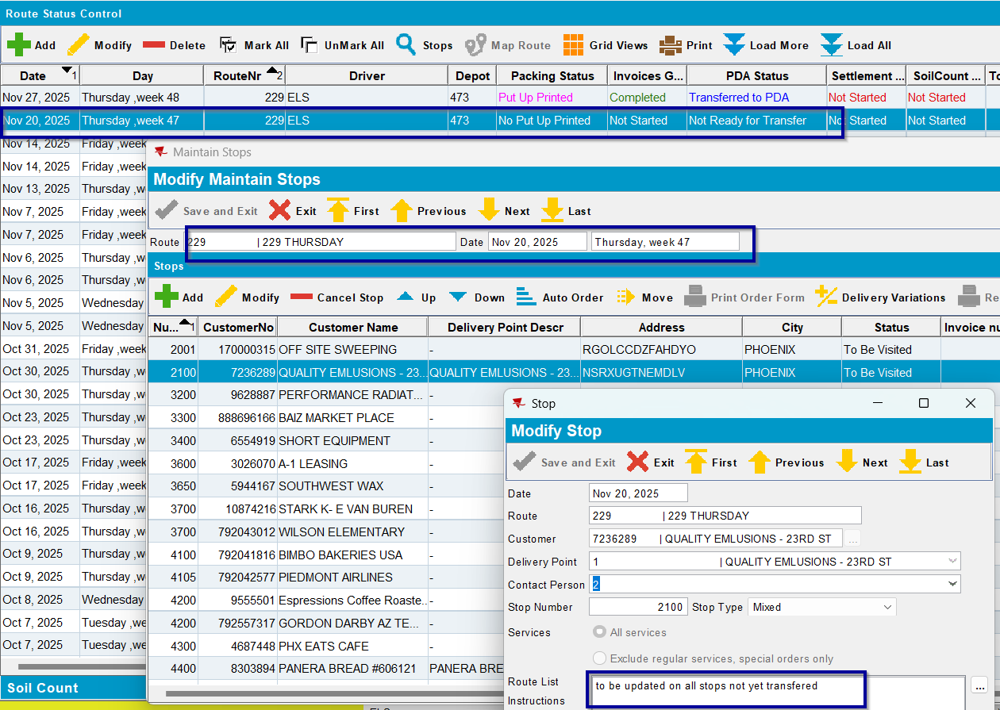 Route Status Control
Add Modify Delete Mark All UnMark All Stops Map Route Grid Views Print Load More Load All
Date 1 Day RouteNr 2 Driver Depot Packing Status Invoices G... PDA Status Settlement ... SoilCount ... To
Nov 27, 2025 Thursday ,week 48 229 ELS 473 Put Up Printed Completed Transferred to PDA Not Started Not Started
Nov 20, 2025 Thursday ,week 47 229 ELS 473 No Put Up Printed Not Started Not Ready for Transfer Not Started Not Started
Nov 14, 2025 Friday ,week
Nov 14, 2025 Friday ,week
Nov 13, 2025 Thursday ,w
Nov 7, 2025 Friday ,week
Nov 7, 2025 Friday ,week
Nov 6, 2025 Thursday ,w
Nov 6, 2025 Thursday ,w
Nov 5, 2025 Wednesday
Nov 5, 2025 Wednesday
Oct 31, 2025 Friday ,week
Oct 30, 2025 Thursday ,w
Oct 30, 2025 Thursday ,w
Oct 23, 2025 Thursday ,w
Oct 23, 2025 Thursday ,w
Oct 17, 2025 Friday ,week
Oct 17, 2025 Friday ,week
Oct 16, 2025 Thursday ,w
Oct 16, 2025 Thursday ,w
Oct 9, 2025 Thursday ,w
Oct 9, 2025 Thursday ,w
Oct 8, 2025 Wednesday
Oct 7, 2025 Tuesday ,we
Oct 7, 2025 Tuesday ,we
Soil Count
Maintain Stops
Modify Maintain Stops
Save and Exit Exit First Previous Next Last
Route 229 | 229 THURSDAY Date Nov 20, 2025 Thursday, week 47
Stops
Add Modify Cancel Stop Up Down Auto Order Move Print Order Form Delivery Variations Re
Nu... 1 CustomerNo Customer Name Delivery Point Descr Address City Status Invoice nu
2001 170000315 OFF SITE SWEEPING - RGOLCCDZFAHDYO PHOENIX To Be Visited
2100 7236289 QUALITY EMLUSIONS - 23... QUALITY EMLUSIONS - 23... NSRXUGTNEMDLV PHOENIX To Be Visited
3200 9628887 PERFORMANCE RADIAT... -
3300 888696166 BAIZ MARKET PLACE -
3400 6554919 SHORT EQUIPMENT -
3600 3026070 A-1 LEASING -
3650 5944167 SOUTHWEST WAX -
3700 10874216 STARK K- E VAN BUREN -
3700 792043012 WILSON ELEMENTARY -
4100 792041816 BIMBO BAKERIES USA -
4105 792042577 PIEDMONT AIRLINES -
4200 9555501 Espressions Coffee Roaste... -
4200 792557317 GORDON DARBY AZ TE... -
4300 4687448 PHX EATS CAFE -
4400 8303894 PANERA BREAD #606121 PANERA BRE
Stop
Modify Stop
Save and Exit Exit First Previous Next Last
Date Nov 20, 2025
Route 229 | 229 THURSDAY
Customer 7236289 | QUALITY EMLUSIONS - 23RD ST ...
Delivery Point 1 | QUALITY EMLUSIONS - 23RD ST
Contact Person 2
Stop Number 2100 Stop Type Mixed
Services All services
Exclude regular services, special orders only
Route List to be updated on all stops not yet transfered ...
Instructions